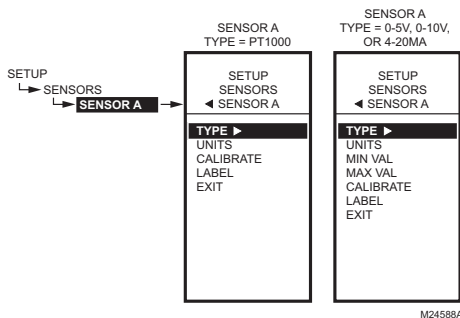 SENSOR A
TYPE = PT1000
SENSOR A
TYPE = 0-5V, 0-10V,
OR 4-20MA
SETUP
SENSORS
SENSOR A
SETUP
SENSORS
◄ SENSOR A
TYPE ►
UNITS
CALIBRATE
LABEL
EXIT
SETUP
SENSORS
◄ SENSOR A
TYPE ►
UNITS
MIN VAL
MAX VAL
CALIBRATE
LABEL
EXIT
M24588A